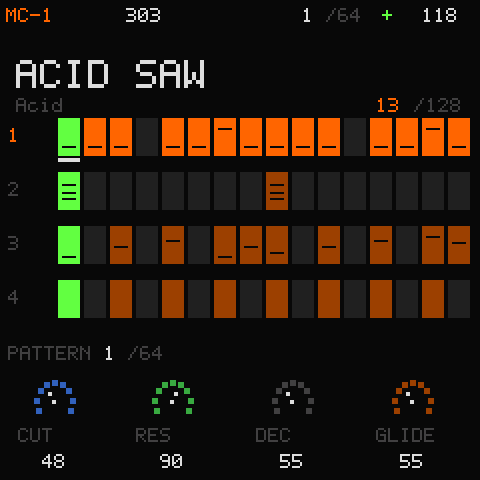 MC-1 303 1 /64 + 118
ACID SAW
Acid 13 /128
1
2
3
4
PATTERN 1 /64
CUT RES DEC GLIDE
48 90 55 55